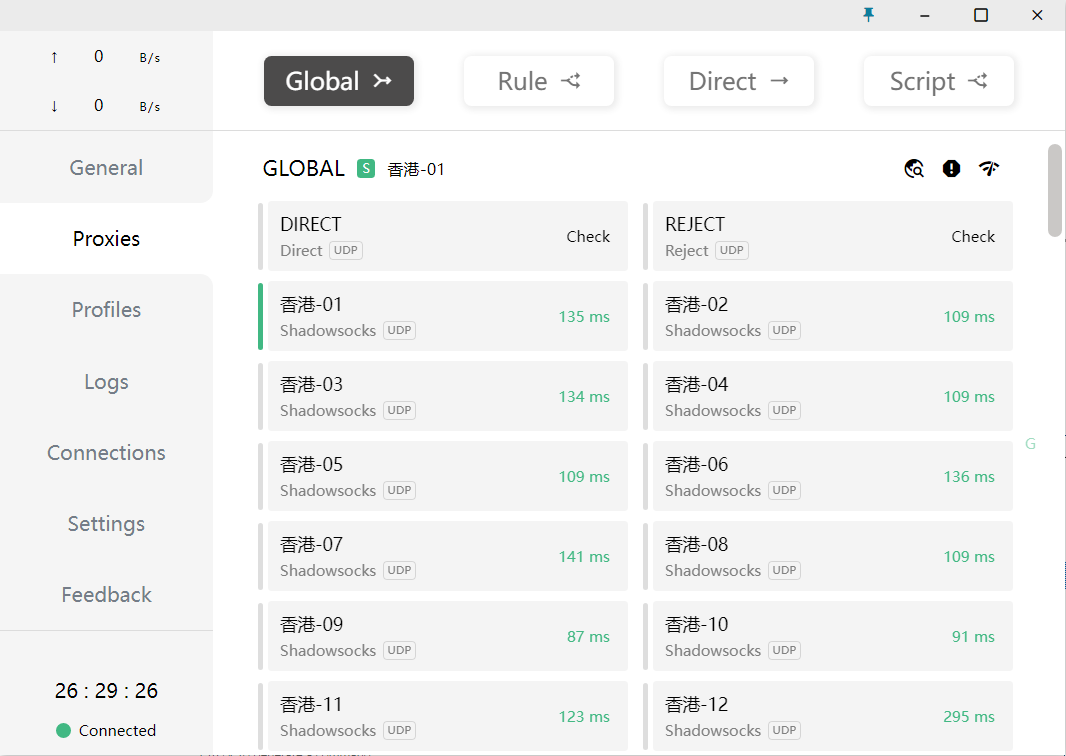 ↑ 0 B/s
↓ 0 B/s
General
Proxies
Profiles
Logs
Connections
Settings
Feedback
26 : 29 : 26
Connected
Global Rule Direct → Script
GLOBAL S 香港-01
DIRECT
Direct UDP
Check
REJECT
Reject UDP
Check
香港-01
Shadowsocks UDP
135 ms
香港-02
Shadowsocks UDP
109 ms
香港-03
Shadowsocks UDP
134 ms
香港-04
Shadowsocks UDP
109 ms
香港-05
Shadowsocks UDP
109 ms
香港-06
Shadowsocks UDP
136 ms
香港-07
Shadowsocks UDP
141 ms
香港-08
Shadowsocks UDP
109 ms
香港-09
Shadowsocks UDP
87 ms
香港-10
Shadowsocks UDP
91 ms
香港-11
Shadowsocks UDP
123 ms
香港-12
Shadowsocks UDP
295 ms
G